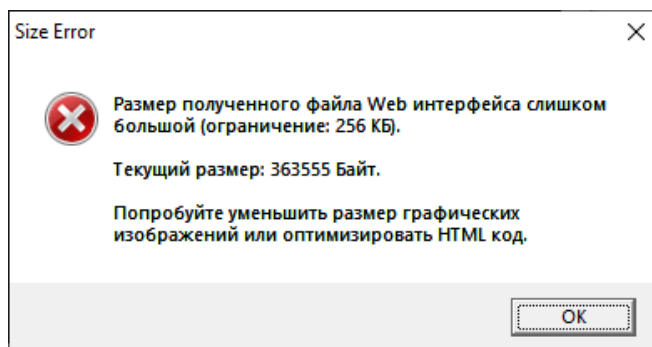 Size Error
Размер полученного файла Web интерфейса слишком
большой (ограничение: 256 КБ).
Текущий размер: 363555 Байт.
Попробуйте уменьшить размер графических
изображений или оптимизировать HTML код.
OK